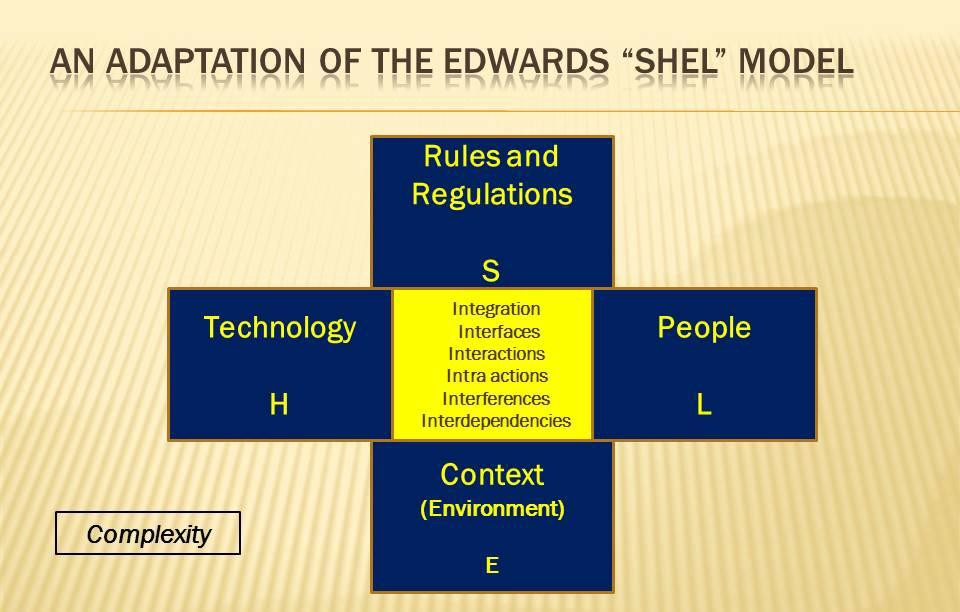 AN ADAPTATION OF THE EDWARDS “SHEL” MODEL
Rules and
Regulations
S
Technology
H
Integration
Interfaces
Interactions
Intra actions
Interferences
Interdependencies
People
L
Context
(Environment)
E
Complexity